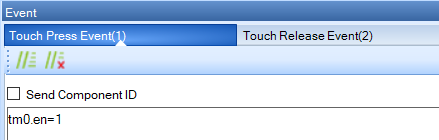 Event
Touch Press Event(1) Touch Release Event(2)
Send Component ID
tm0.en=1